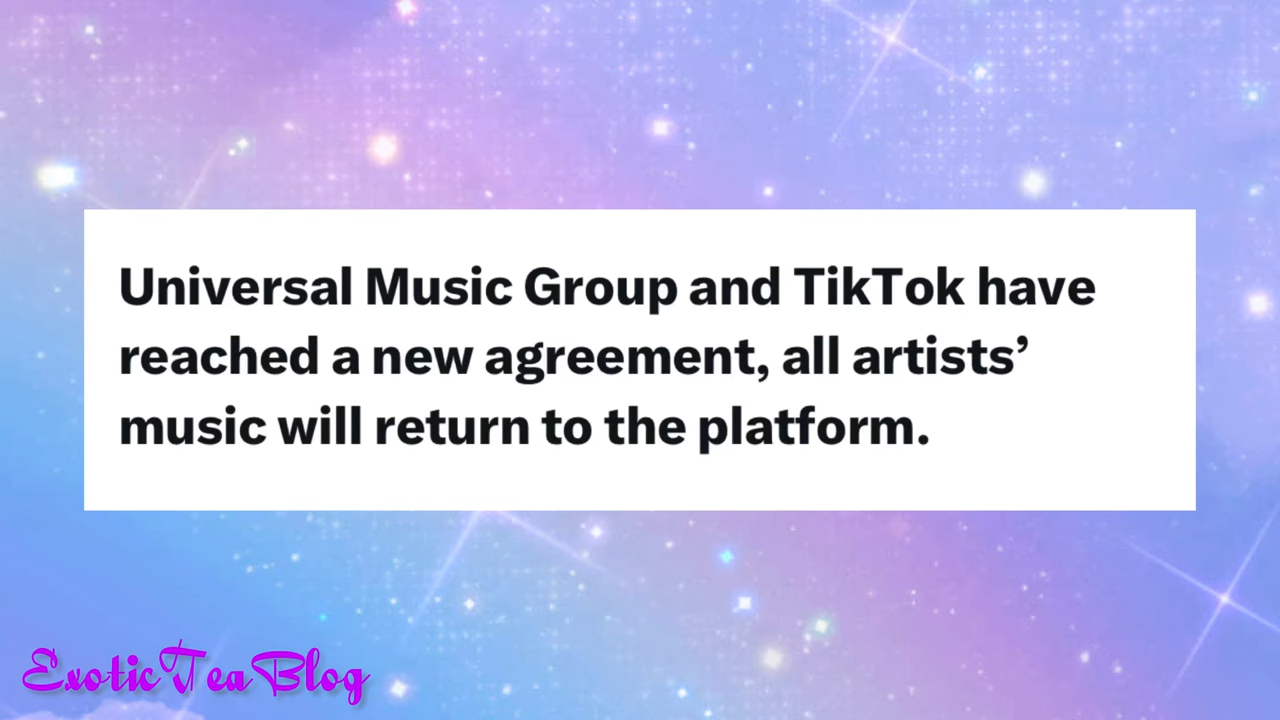 Universal Music Group and TikTok have
reached a new agreement, all artists’
music will return to the platform.
ExoticTeaBlog